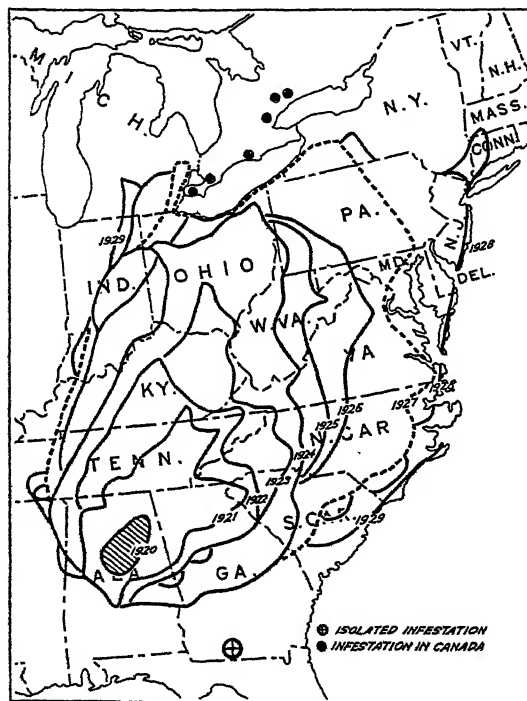 MICH.
VT.
N.H.
N.Y.
MASS.
CONN.
PA.
N.J.
1929
1928
IND.
OHIO
MD.
DEL.
W.VA
VA
KY.
1928
1927
1926
1925
N.CAR
TENN.
1924
1923
1922
1921
S.CAR
1929
1920
ALA.
GA.
ISOLATED INFESTATION
INFESTATION IN CANADA